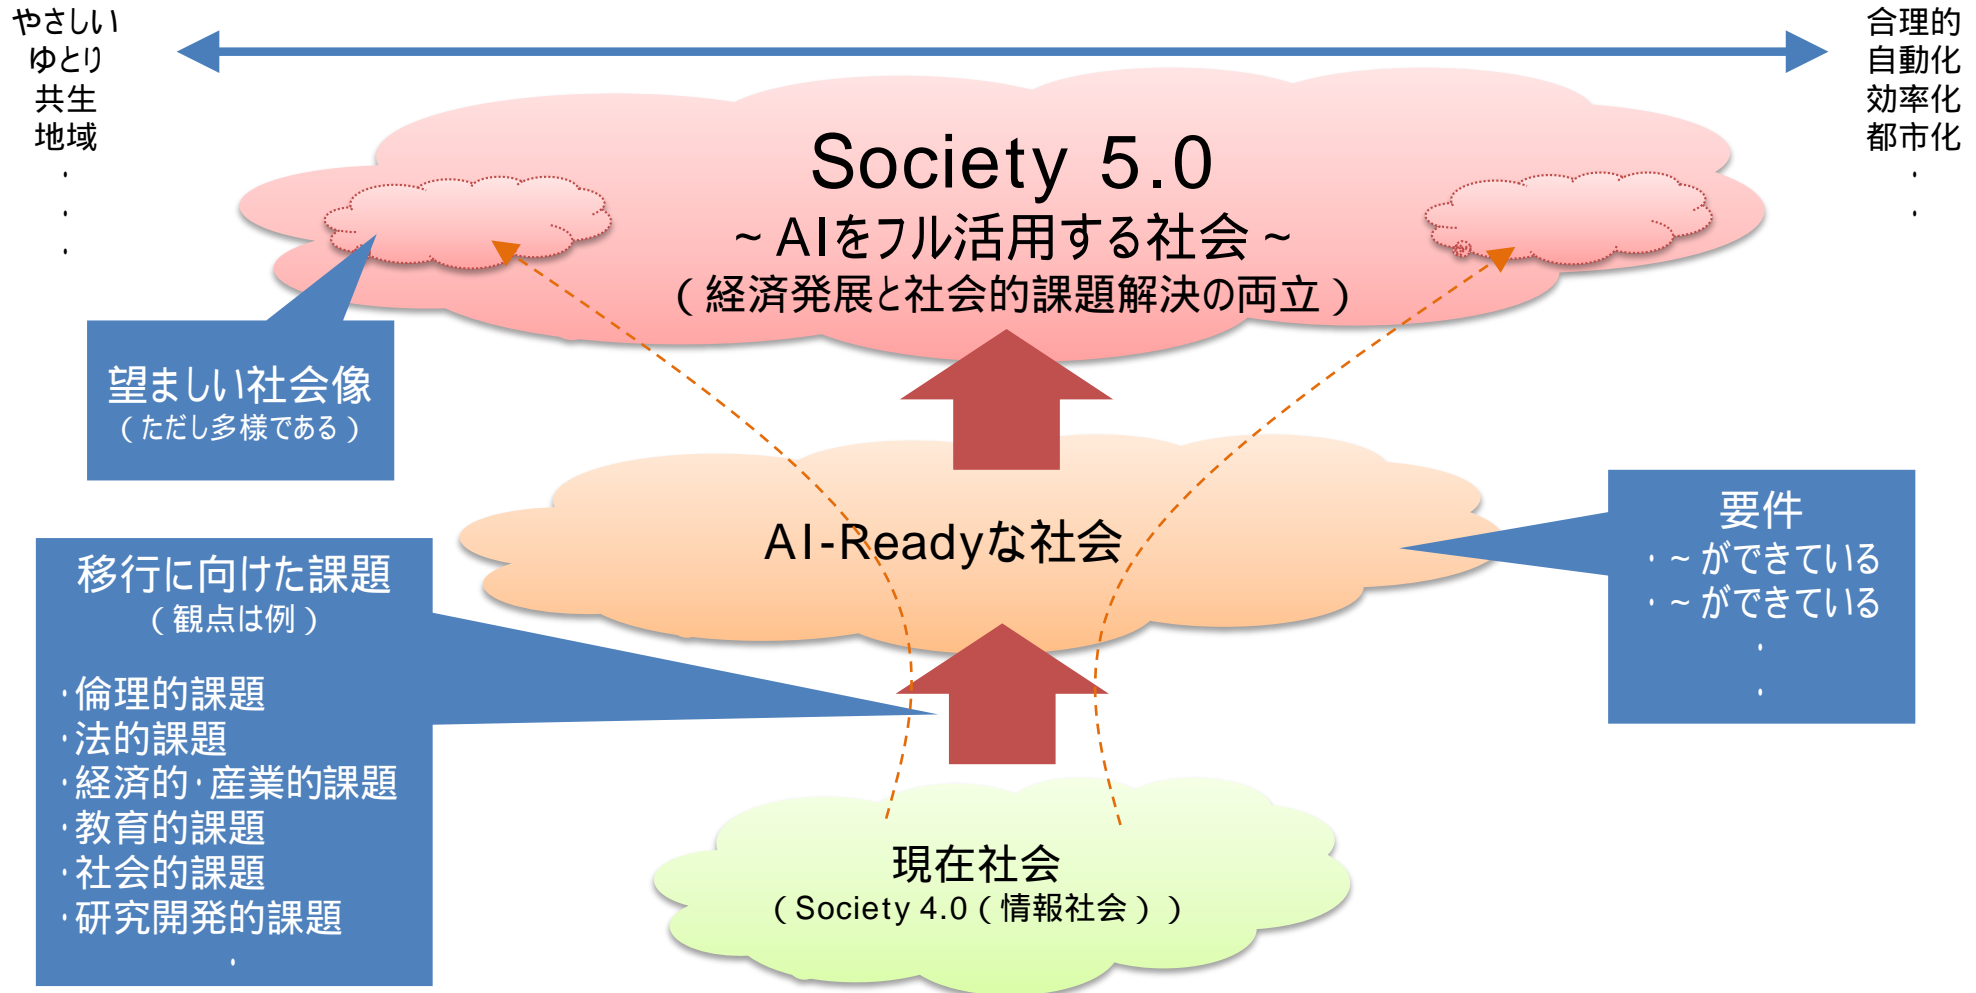 やさしい
ゆとり
共生
地域
・
・
・
合理的
自動化
効率化
都市化
・
・
Society 5.0
~ AIをフル活用する社会 ~
（経済発展と社会的課題解決の両立）
望ましい社会像
（ただし多様である）
AI-Readyな社会
要件
・~ ができている
・~ ができている
・
・
移行に向けた課題
（観点は例）
・倫理的課題
・法的課題
・経済的・産業的課題
・教育的課題
・社会的課題
・研究開発的課題
・
現在社会
（Society 4.0（情報社会））